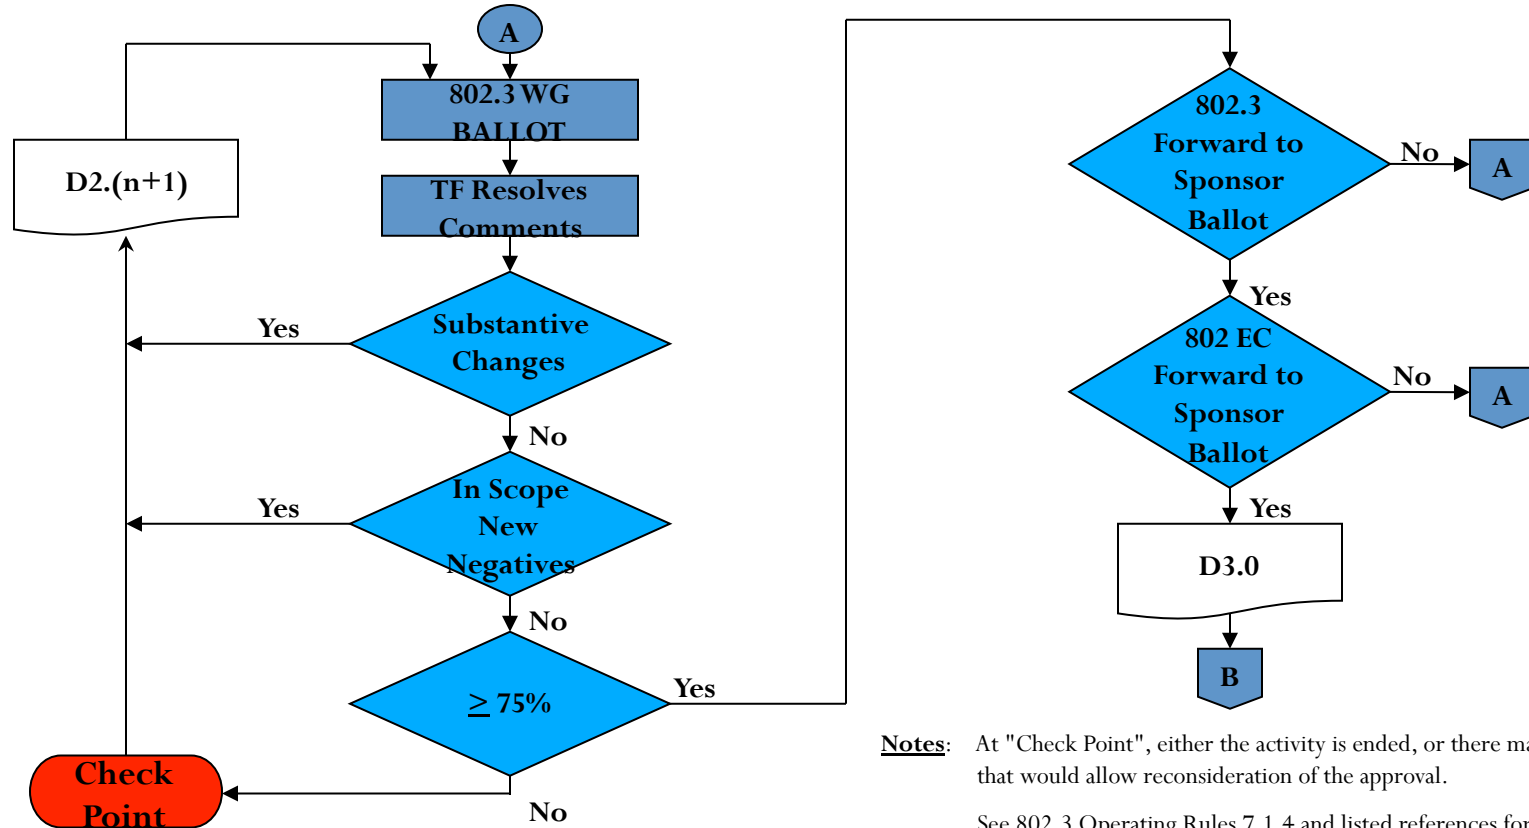 A
802.3 WG
BALLOT
D2.(n+1)
TF Resolves
Comments
Substantive
Changes
Yes
No
In Scope
New
Negatives
Yes
No
≥ 75%
Yes
No
Check
Point
802.3
Forward to
Sponsor
Ballot
No
A
Yes
802 EC
Forward to
Sponsor
Ballot
No
A
Yes
D3.0
B
Notes: At "Check Point", either the activity is ended, or there ma
that would allow reconsideration of the approval.
See 802.3 Operating Rules 7.1.4 and listed references for